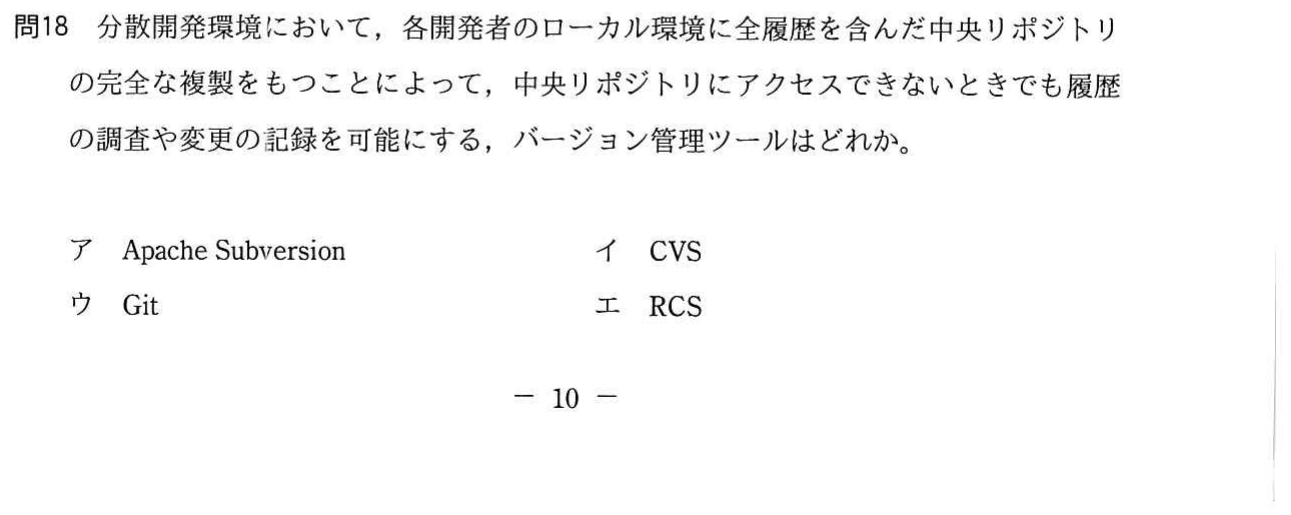 問18 分散開発環境において，各開発者のローカル環境に全履歴を含んだ中央リポジトリ
の完全な複製をもつことによって，中央リポジトリにアクセスできないときでも履歴
の調査や変更の記録を可能にする，バージョン管理ツールはどれか。
ア Apache Subversion イ CVS
ウ Git エ RCS
― 10 ―